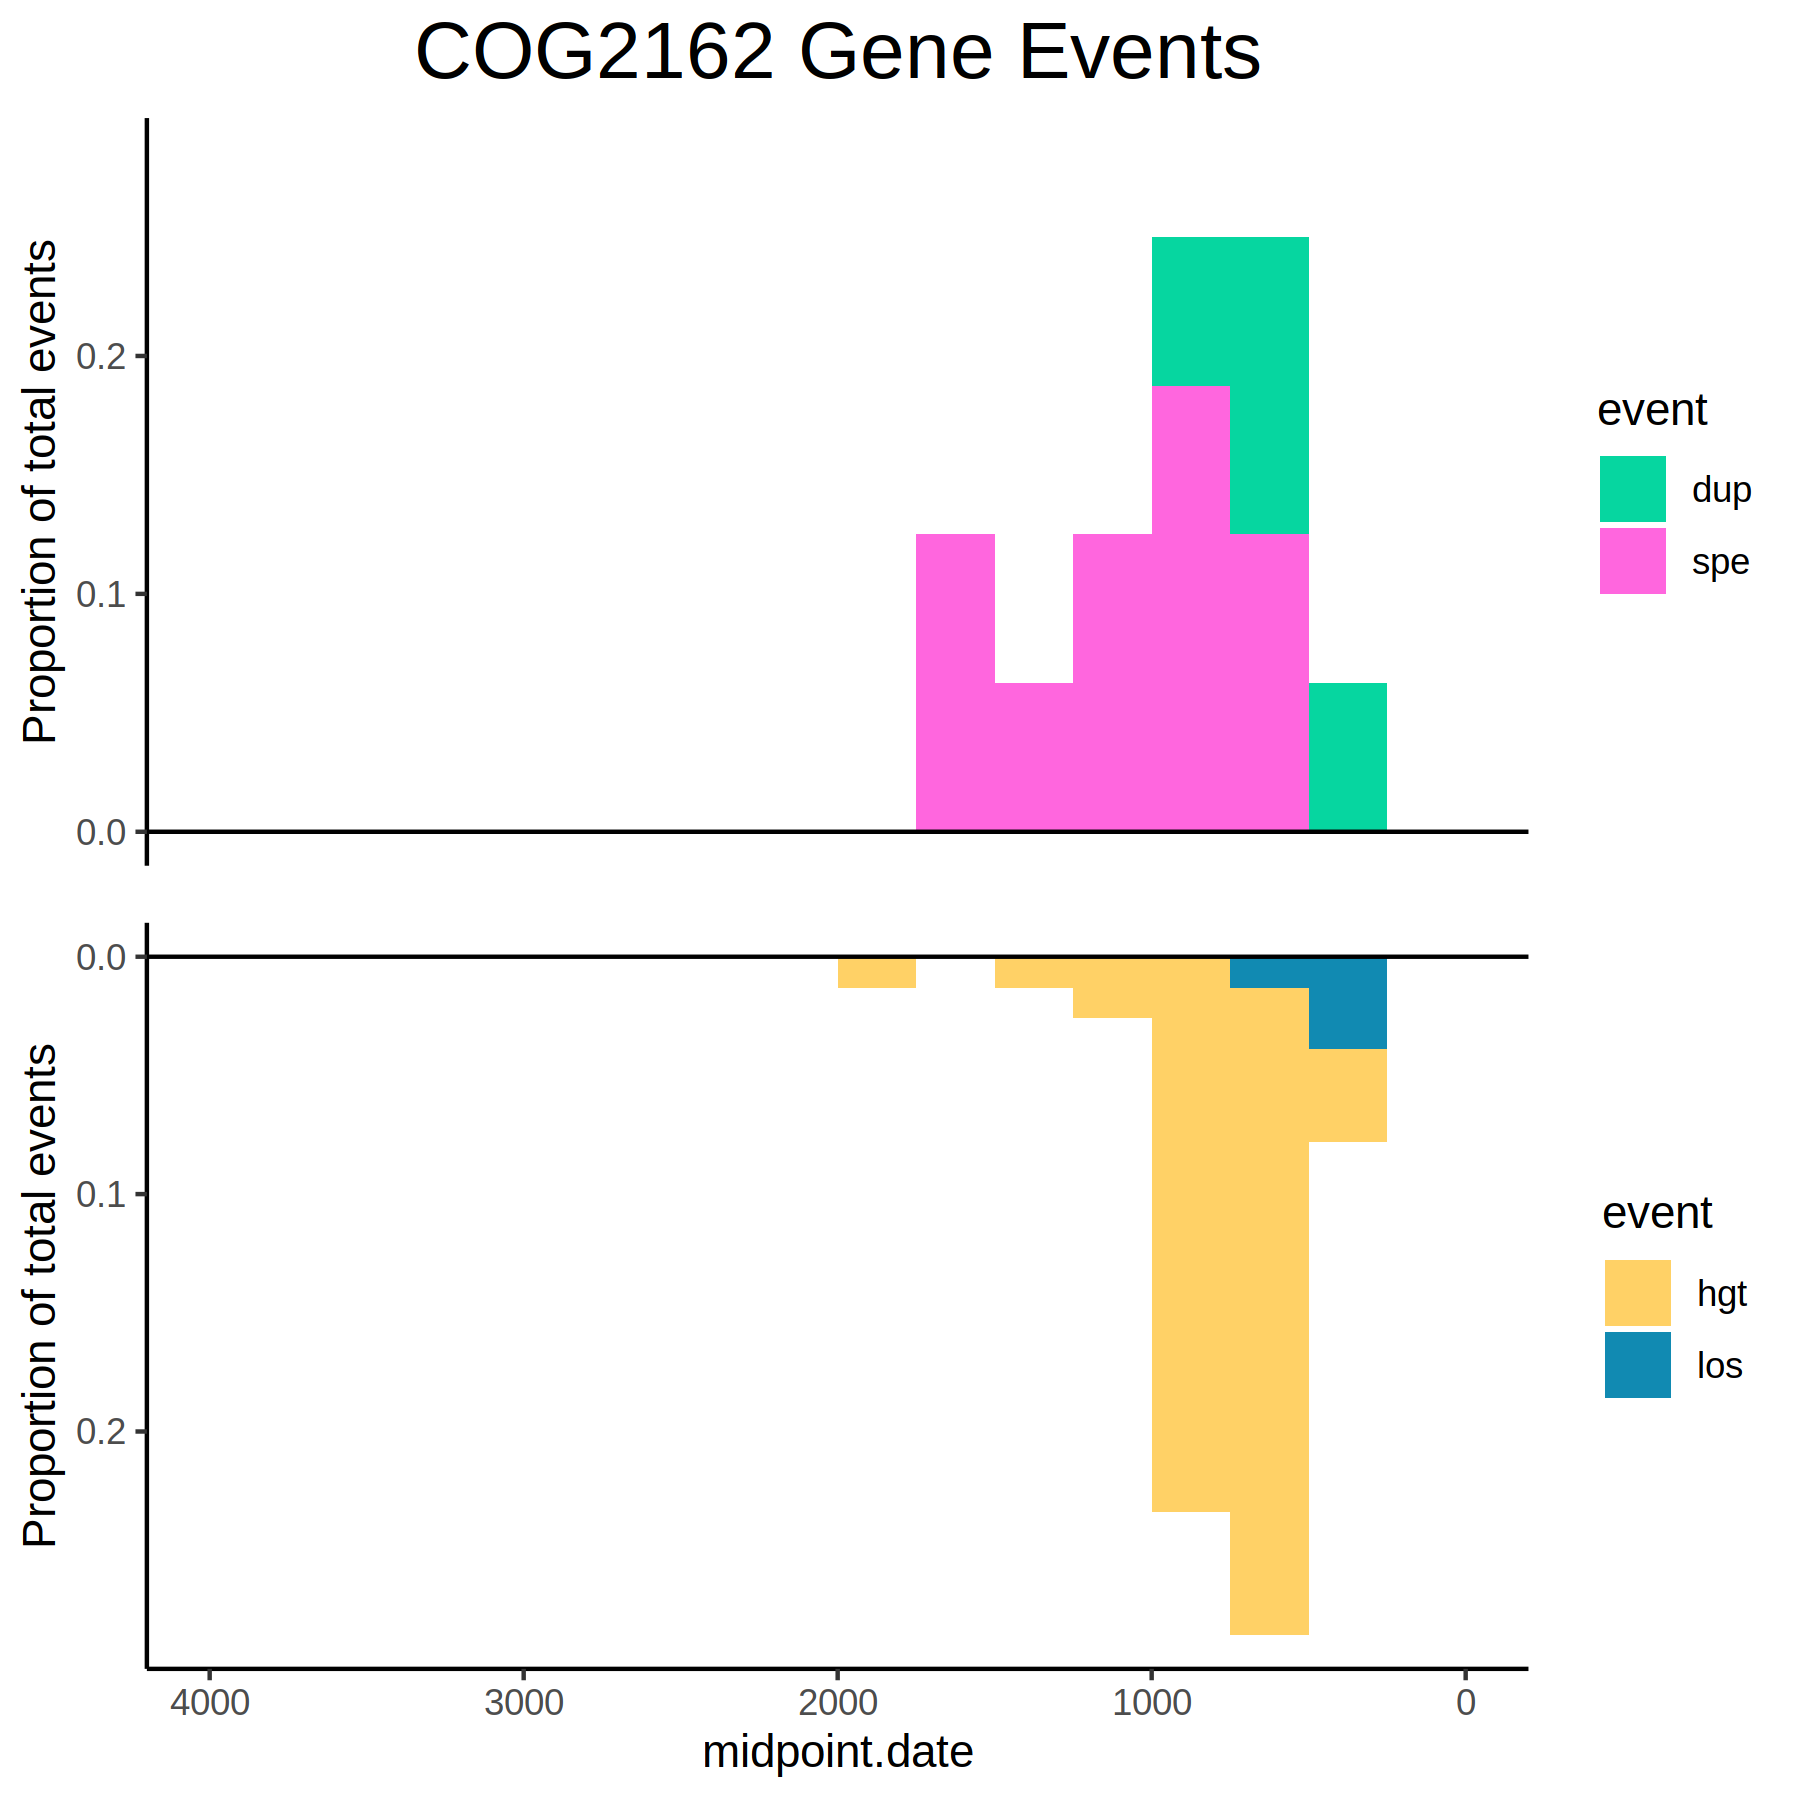 COG2162 Gene Events
Proportion of total events
0.2
0.1
0.0
event
dup
spe
Proportion of total events
0.0
0.1
0.2
event
hgt
los
4000 3000 2000 1000 0
midpoint.date